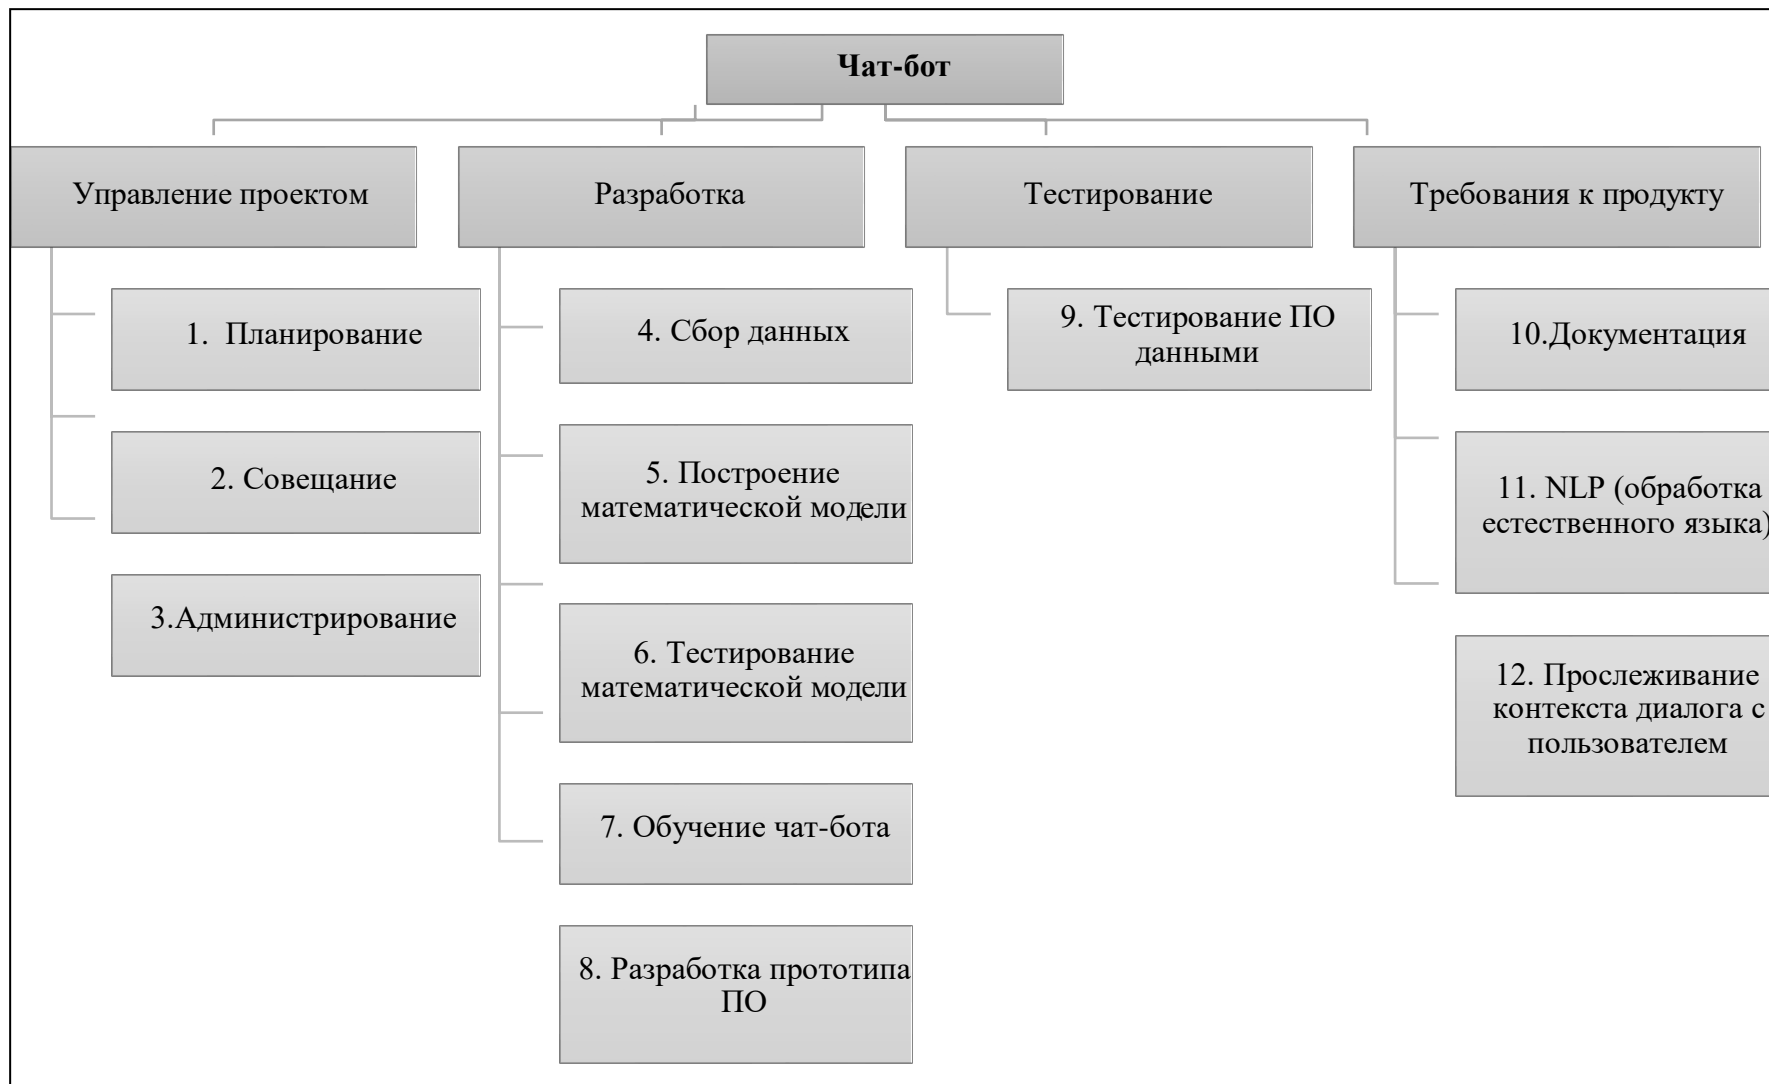 Чат-бот
Управление проектом
1. Планирование
2. Совещание
3.Администрирование
Разработка
4. Сбор данных
5. Построение
математической модели
6. Тестирование
математической модели
7. Обучение чат-бота
8. Разработка прототипа
ПО
Тестирование
9. Тестирование ПО
данными
Требования к продукту
10.Документация
11. NLP (обработка
естественного языка)
12. Прослеживание
контекста диалога с
пользователем